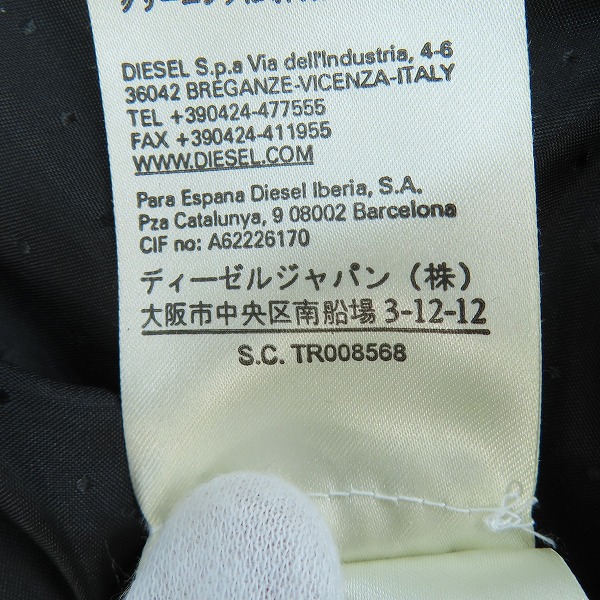 DIESEL S.p.a Via dell'Industria, 4-6
36042 BREGANZE-VICENZA-ITALY
TEL +390424-477555
FAX +390424-411955
WWW.DIESEL.COM
Para Espana Diesel Iberia, S.A.
Pza Catalunya, 9 08002 Barcelona
CIF no: A62226170
ディーゼルジャパン（株）
大阪市中央区南船場 3-12-12
S.C. TR008568